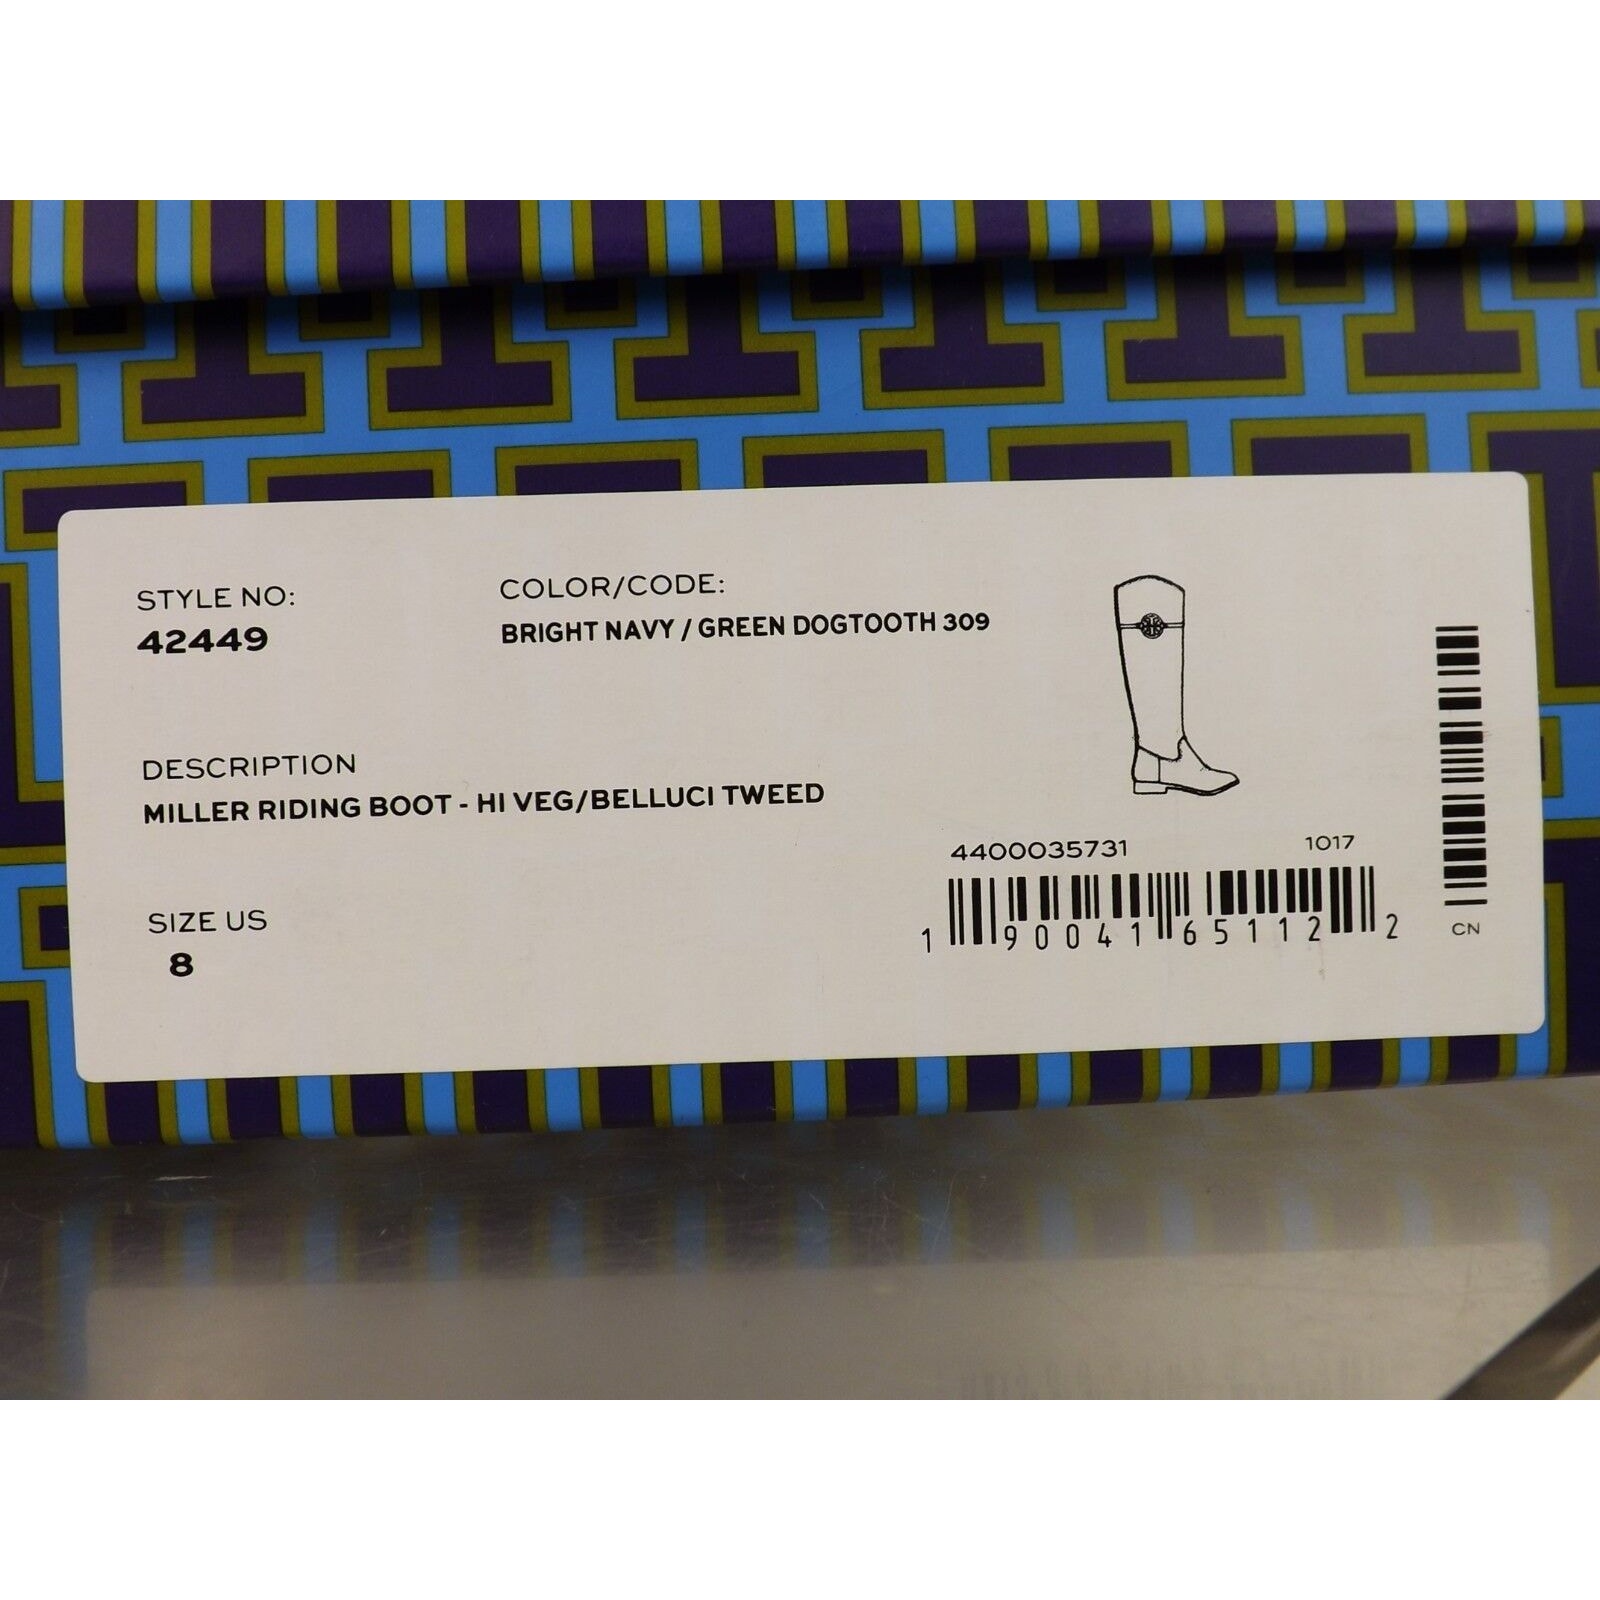 STYLE NO:
42449
COLOR/CODE:
BRIGHT NAVY / GREEN DOGTOOTH 309
DESCRIPTION
MILLER RIDING BOOT - HI VEG/BELLUCI TWEED
SIZE US
8
4400035731 1017
1 90041 65112 2
CN